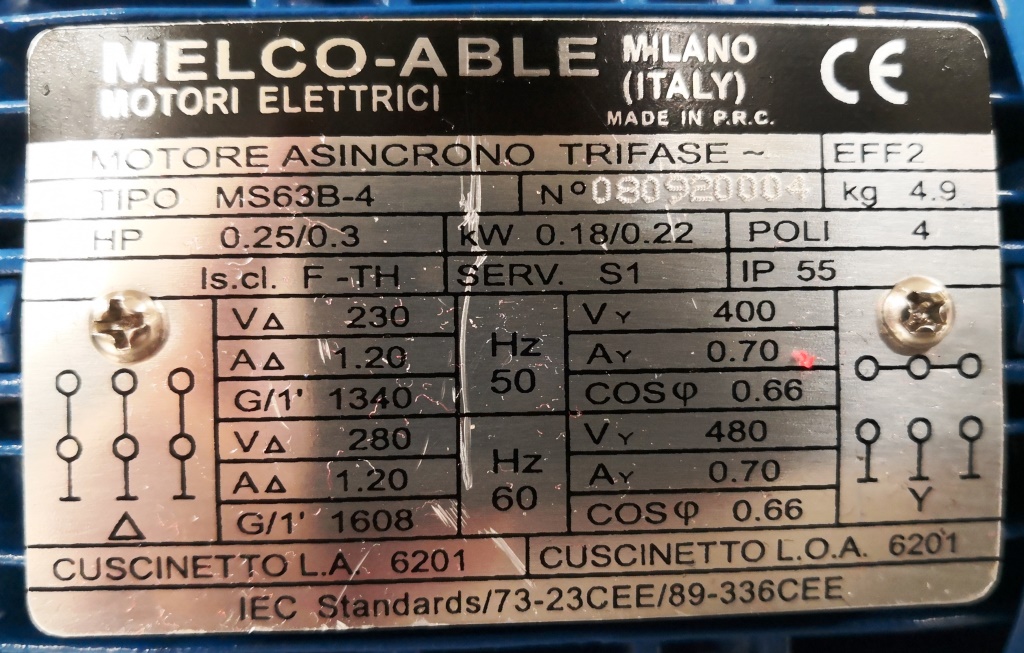 MELCO-ABLE MILANO
MOTORI ELETTRICI (ITALY)
MADE IN P.R.C.
CE
MOTORE ASINCRONO TRIFASE ~ EFF2
TIPO MS63B-4 Nº 080920004 kg 4.9
HP 0.25/0.3 kW 0.18/0.22 POLI 4
Is.cl. F -TH SERV. S1 IP 55
V△ 230 Hz 50 VY 400
A△ 1.20 AY 0.70
G/1' 1340 COSφ 0.66
V△ 280 Hz 60 VY 480
A△ 1.20 AY 0.70
G/1' 1608 COSφ 0.66
△ Y
CUSCINETTO L.A. 6201 CUSCINETTO L.O.A. 6201
IEC Standards/73-23CEE/89-336CEE